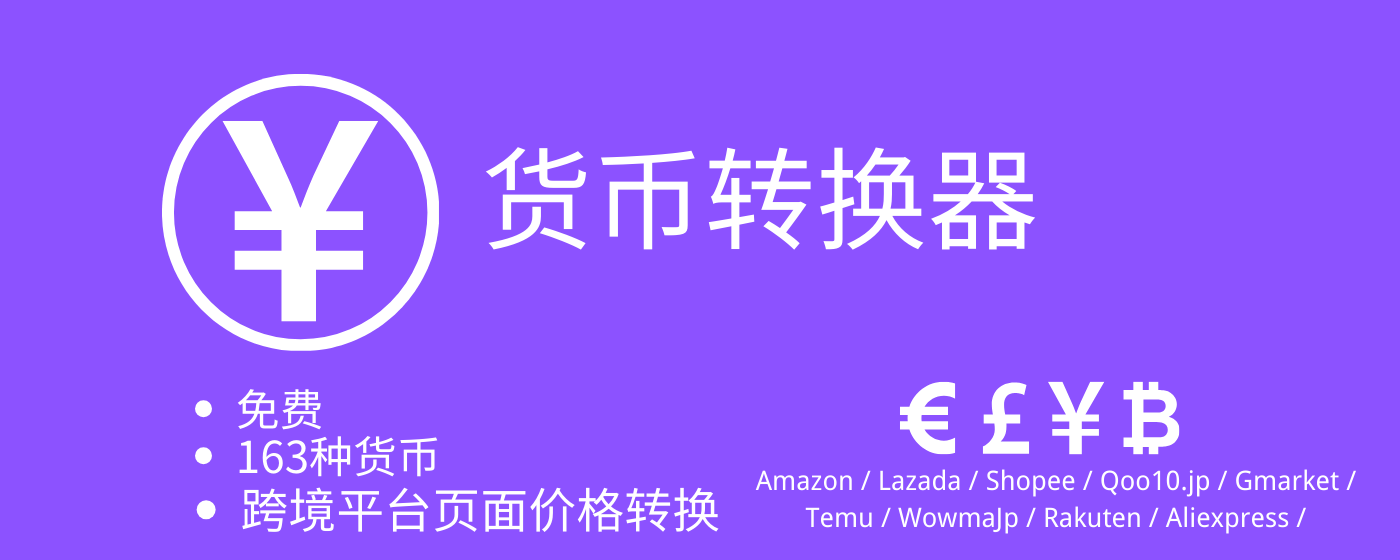 ¥
货币转换器
免费
163种货币
跨境平台页面价格转换
€ £ ¥ ₿
Amazon / Lazada / Shopee / Qoo10.jp / Gmarket /
Temu / WowmaJp / Rakuten / Aliexpress /